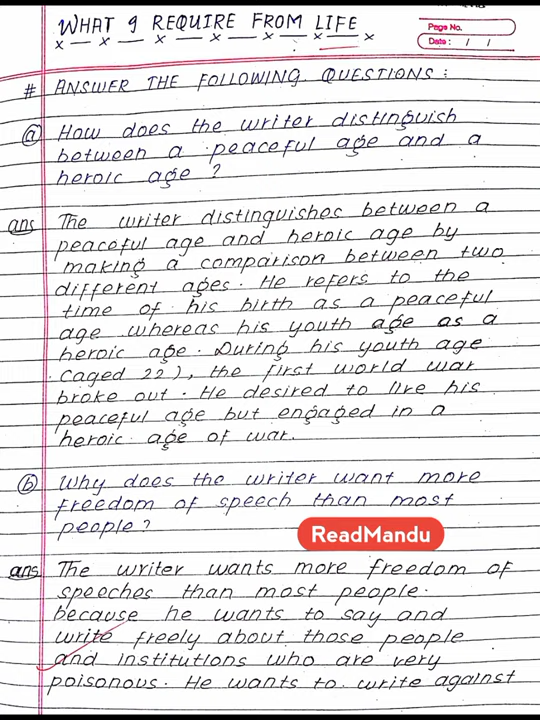 WHAT I REQUIRE FROM LIFE
Page No.
Date : / /
# ANSWER THE FOLLOWING QUESTIONS :
(a) How does the writer distinguish
between a peaceful age and a
heroic age ?
ans The writer distinguishes between a
peaceful age and heroic age by
making a comparison between two
different ages. He refers to the
time of his birth as a peaceful
age whereas his youth age as a
heroic age. During his youth age
(aged 22), the first world war
broke out. He desired to live his
peaceful age but engaged in a
heroic age of war.
(b) Why does the writer want more
freedom of speech than most
people ?
ReadMandu
ans The writer wants more freedom of
speeches than most people.
because he wants to say and
write freely about those people
and institutions who are very
poisonous. He wants to write against